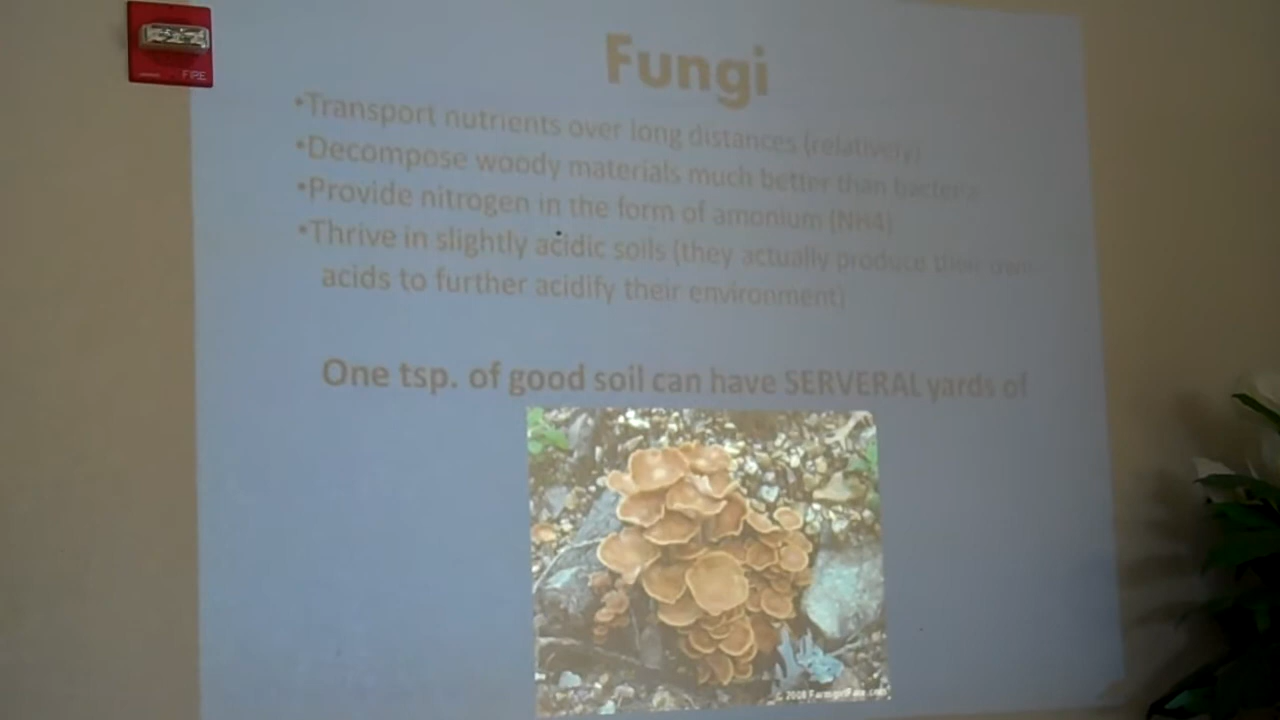 FIRE
Fungi
•Transport nutrients over long distances (relatively)
•Decompose woody materials much better than bacteria
•Provide nitrogen in the form of amonium (NH4)
•Thrive in slightly acidic soils (they actually produce their own
acids to further acidify their environment)
One tsp. of good soil can have SERVERAL yards of
© 2008